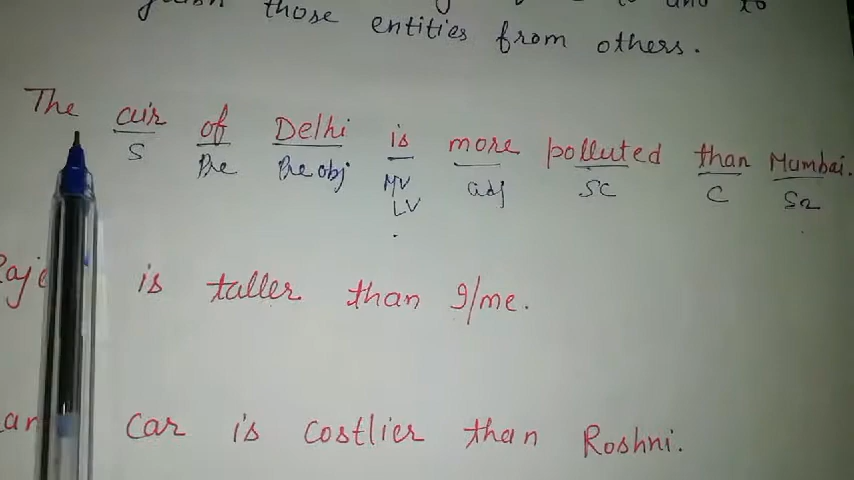 those entities from others.
The air of Delhi is more polluted than Mumbai.
S Pre Pre obj MV adj SC C S2
LV
is taller than I/me.
car is costlier than Roshni.